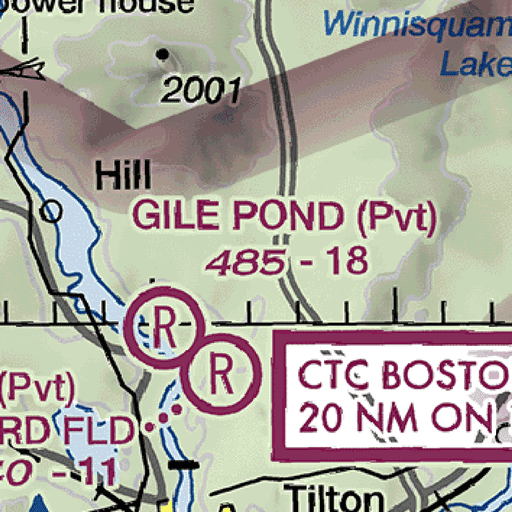 power house
Winnisquam
Lake
2001
Hill
GILE POND (Pvt)
485 - 18
R
R
CTC BOSTO
20 NM ON
(Pvt)
RD FLD
- 11
Tilton